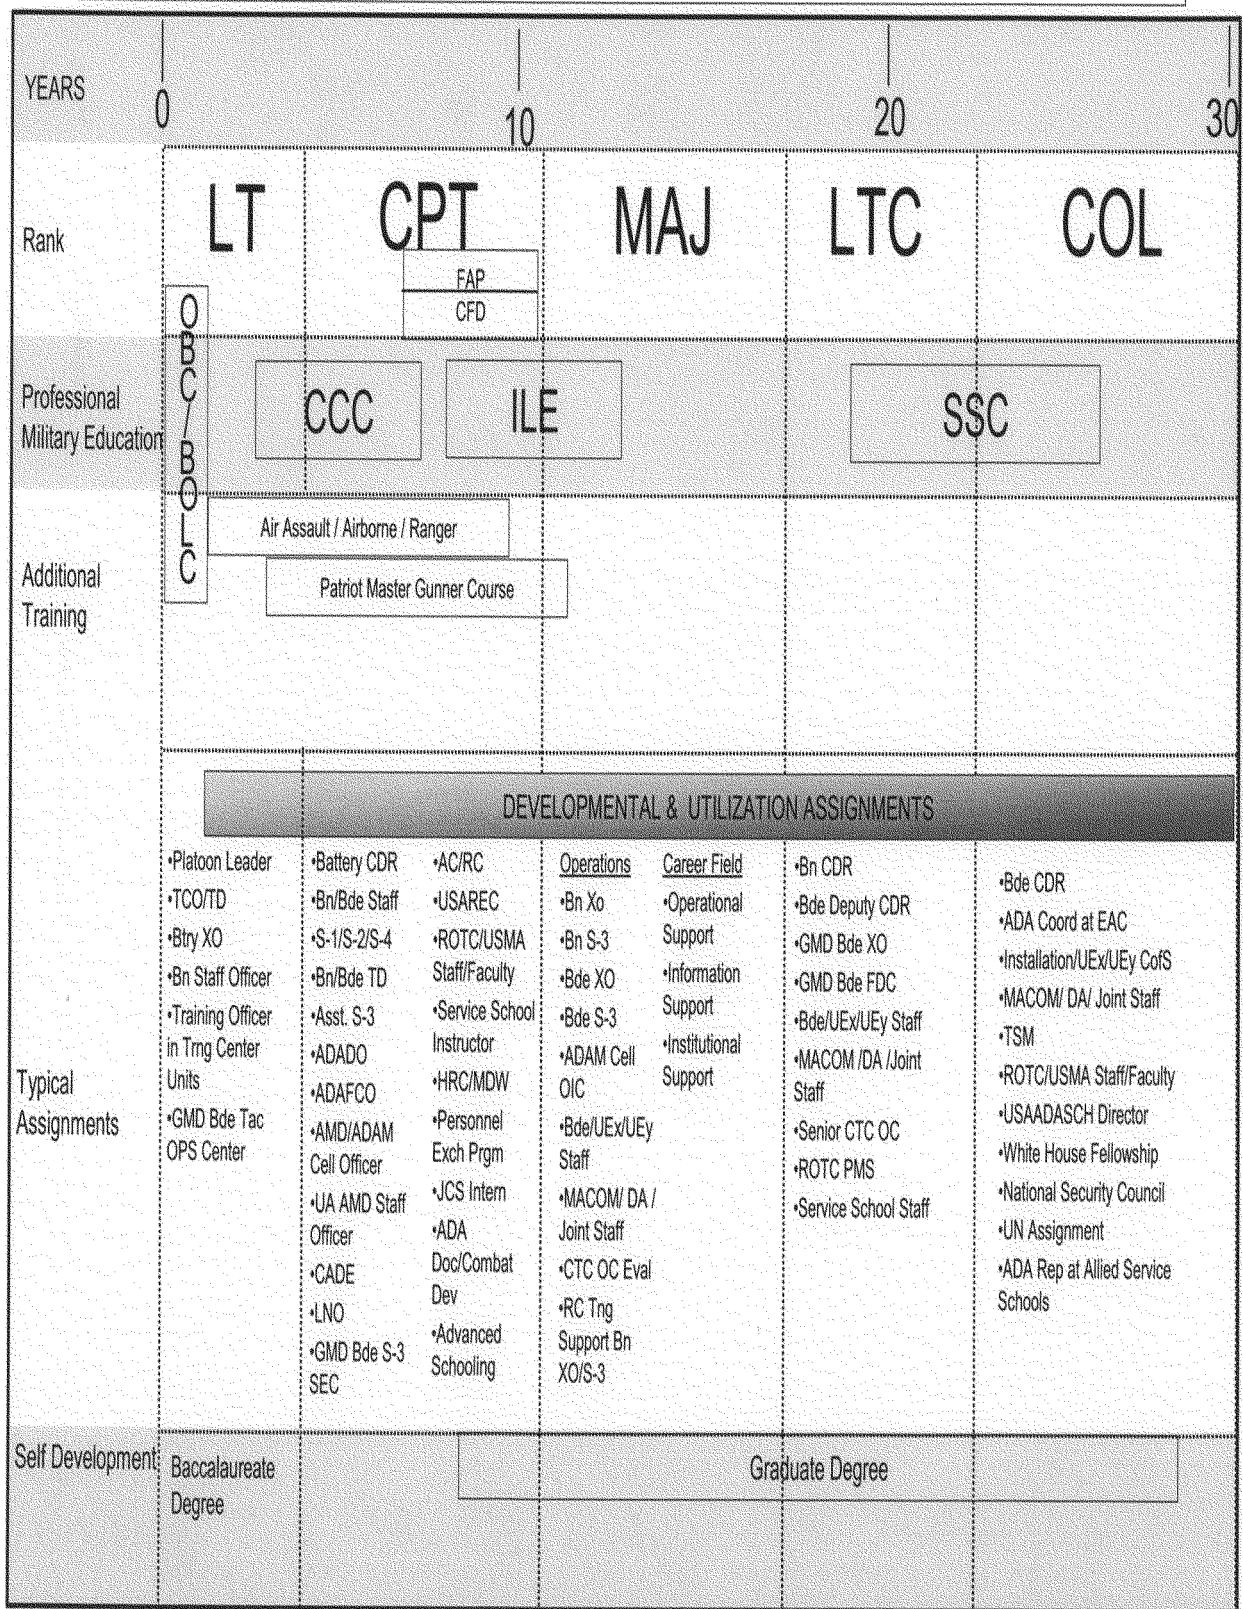 YEARS
0
10
20
30
Rank
LT
CPT
MAJ
LTC
COL
FAP
CFD
OBC/BOLC
Professional
Military Education
CCC
ILE
SSC
Additional
Training
Air Assault / Airborne / Ranger
Patriot Master Gunner Course
DEVELOPMENTAL & UTILIZATION ASSIGNMENTS
Typical
Assignments
•Platoon Leader
•TCO/TD
•Btry XO
•Bn Staff Officer
•Training Officer
in Trng Center
Units
•GMD Bde Tac
OPS Center
•Battery CDR
•Bn/Bde Staff
•S-1/S-2/S-4
•Bn/Bde TD
•Asst. S-3
•ADADO
•ADAFCO
•AMD/ADAM
Cell Officer
•UA AMD Staff
Officer
•CADE
•LNO
•GMD Bde S-3
SEC
•AC/RC
•USAREC
•ROTC/USMA
Staff/Faculty
•Service School
Instructor
•HRC/MDW
•Personnel
Exch Prgm
•JCS Intern
•ADA
Doc/Combat
Dev
•Advanced
Schooling
Operations
•Bn Xo
•Bn S-3
•Bde XO
•Bde S-3
•ADAM Cell
OIC
•Bde/UEx/UEy
Staff
•MACOM/ DA /
Joint Staff
•CTC OC Eval
•RC Tng
Support Bn
XO/S-3
Career Field
•Operational
Support
•Information
Support
•Institutional
Support
•Bn CDR
•Bde Deputy CDR
•GMD Bde XO
•GMD Bde FDC
•Bde/UEx/UEy Staff
•MACOM /DA /Joint
Staff
•Senior CTC OC
•ROTC PMS
•Service School Staff
•Bde CDR
•ADA Coord at EAC
•Installation/UEx/UEy CofS
•MACOM/ DA/ Joint Staff
•TSM
•ROTC/USMA Staff/Faculty
•USAADASCH Director
•White House Fellowship
•National Security Council
•UN Assignment
•ADA Rep at Allied Service
Schools
Self Development
Baccalaureate
Degree
Graduate Degree